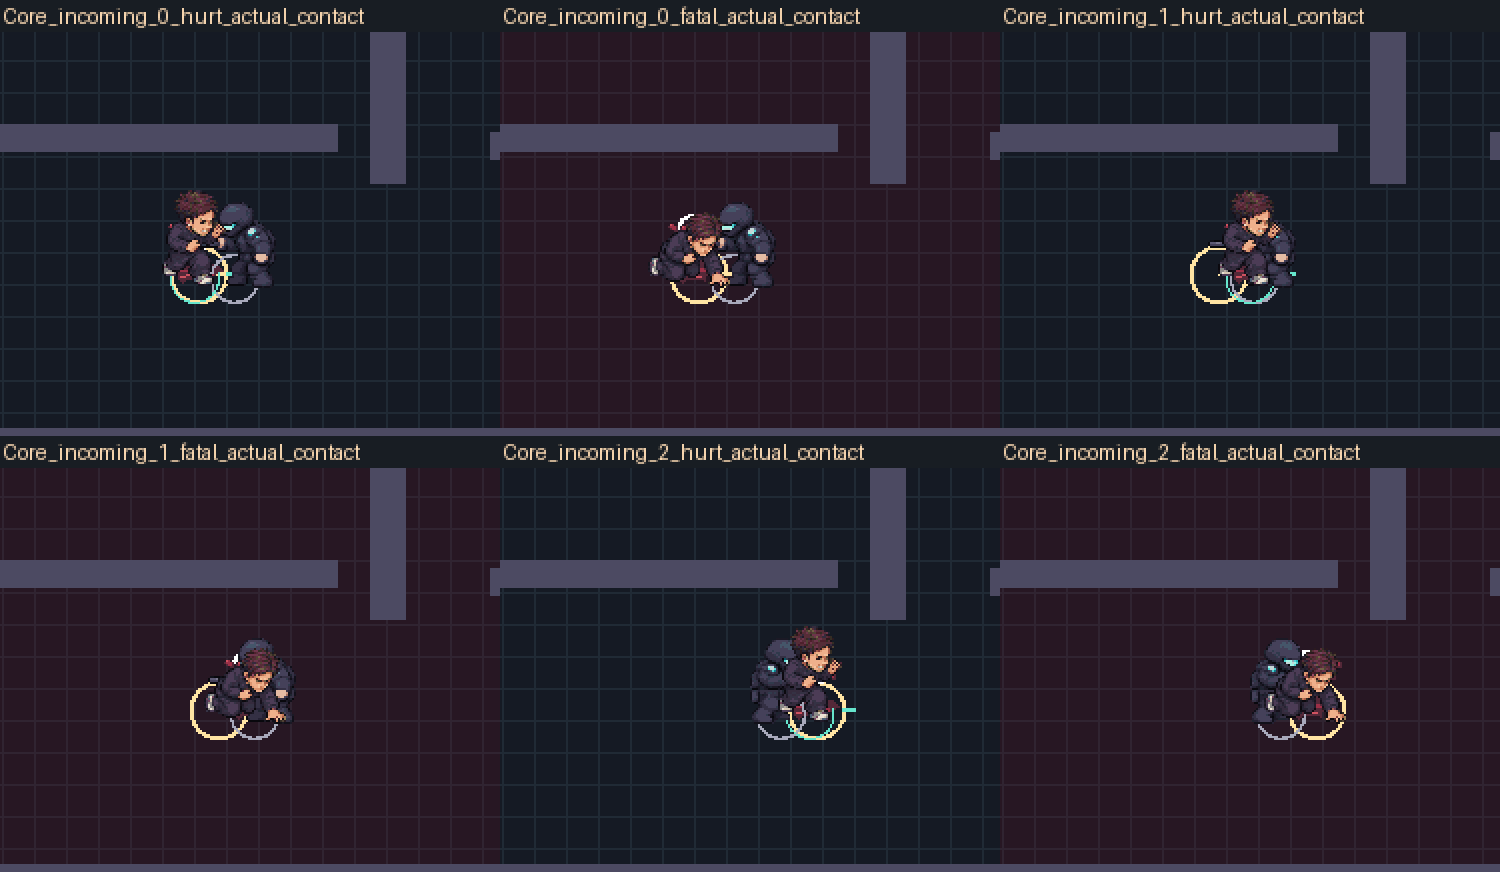 Core_incoming_0_hurt_actual_contact
Core_incoming_0_fatal_actual_contact
Core_incoming_1_hurt_actual_contact
Core_incoming_1_fatal_actual_contact
Core_incoming_2_hurt_actual_contact
Core_incoming_2_fatal_actual_contact